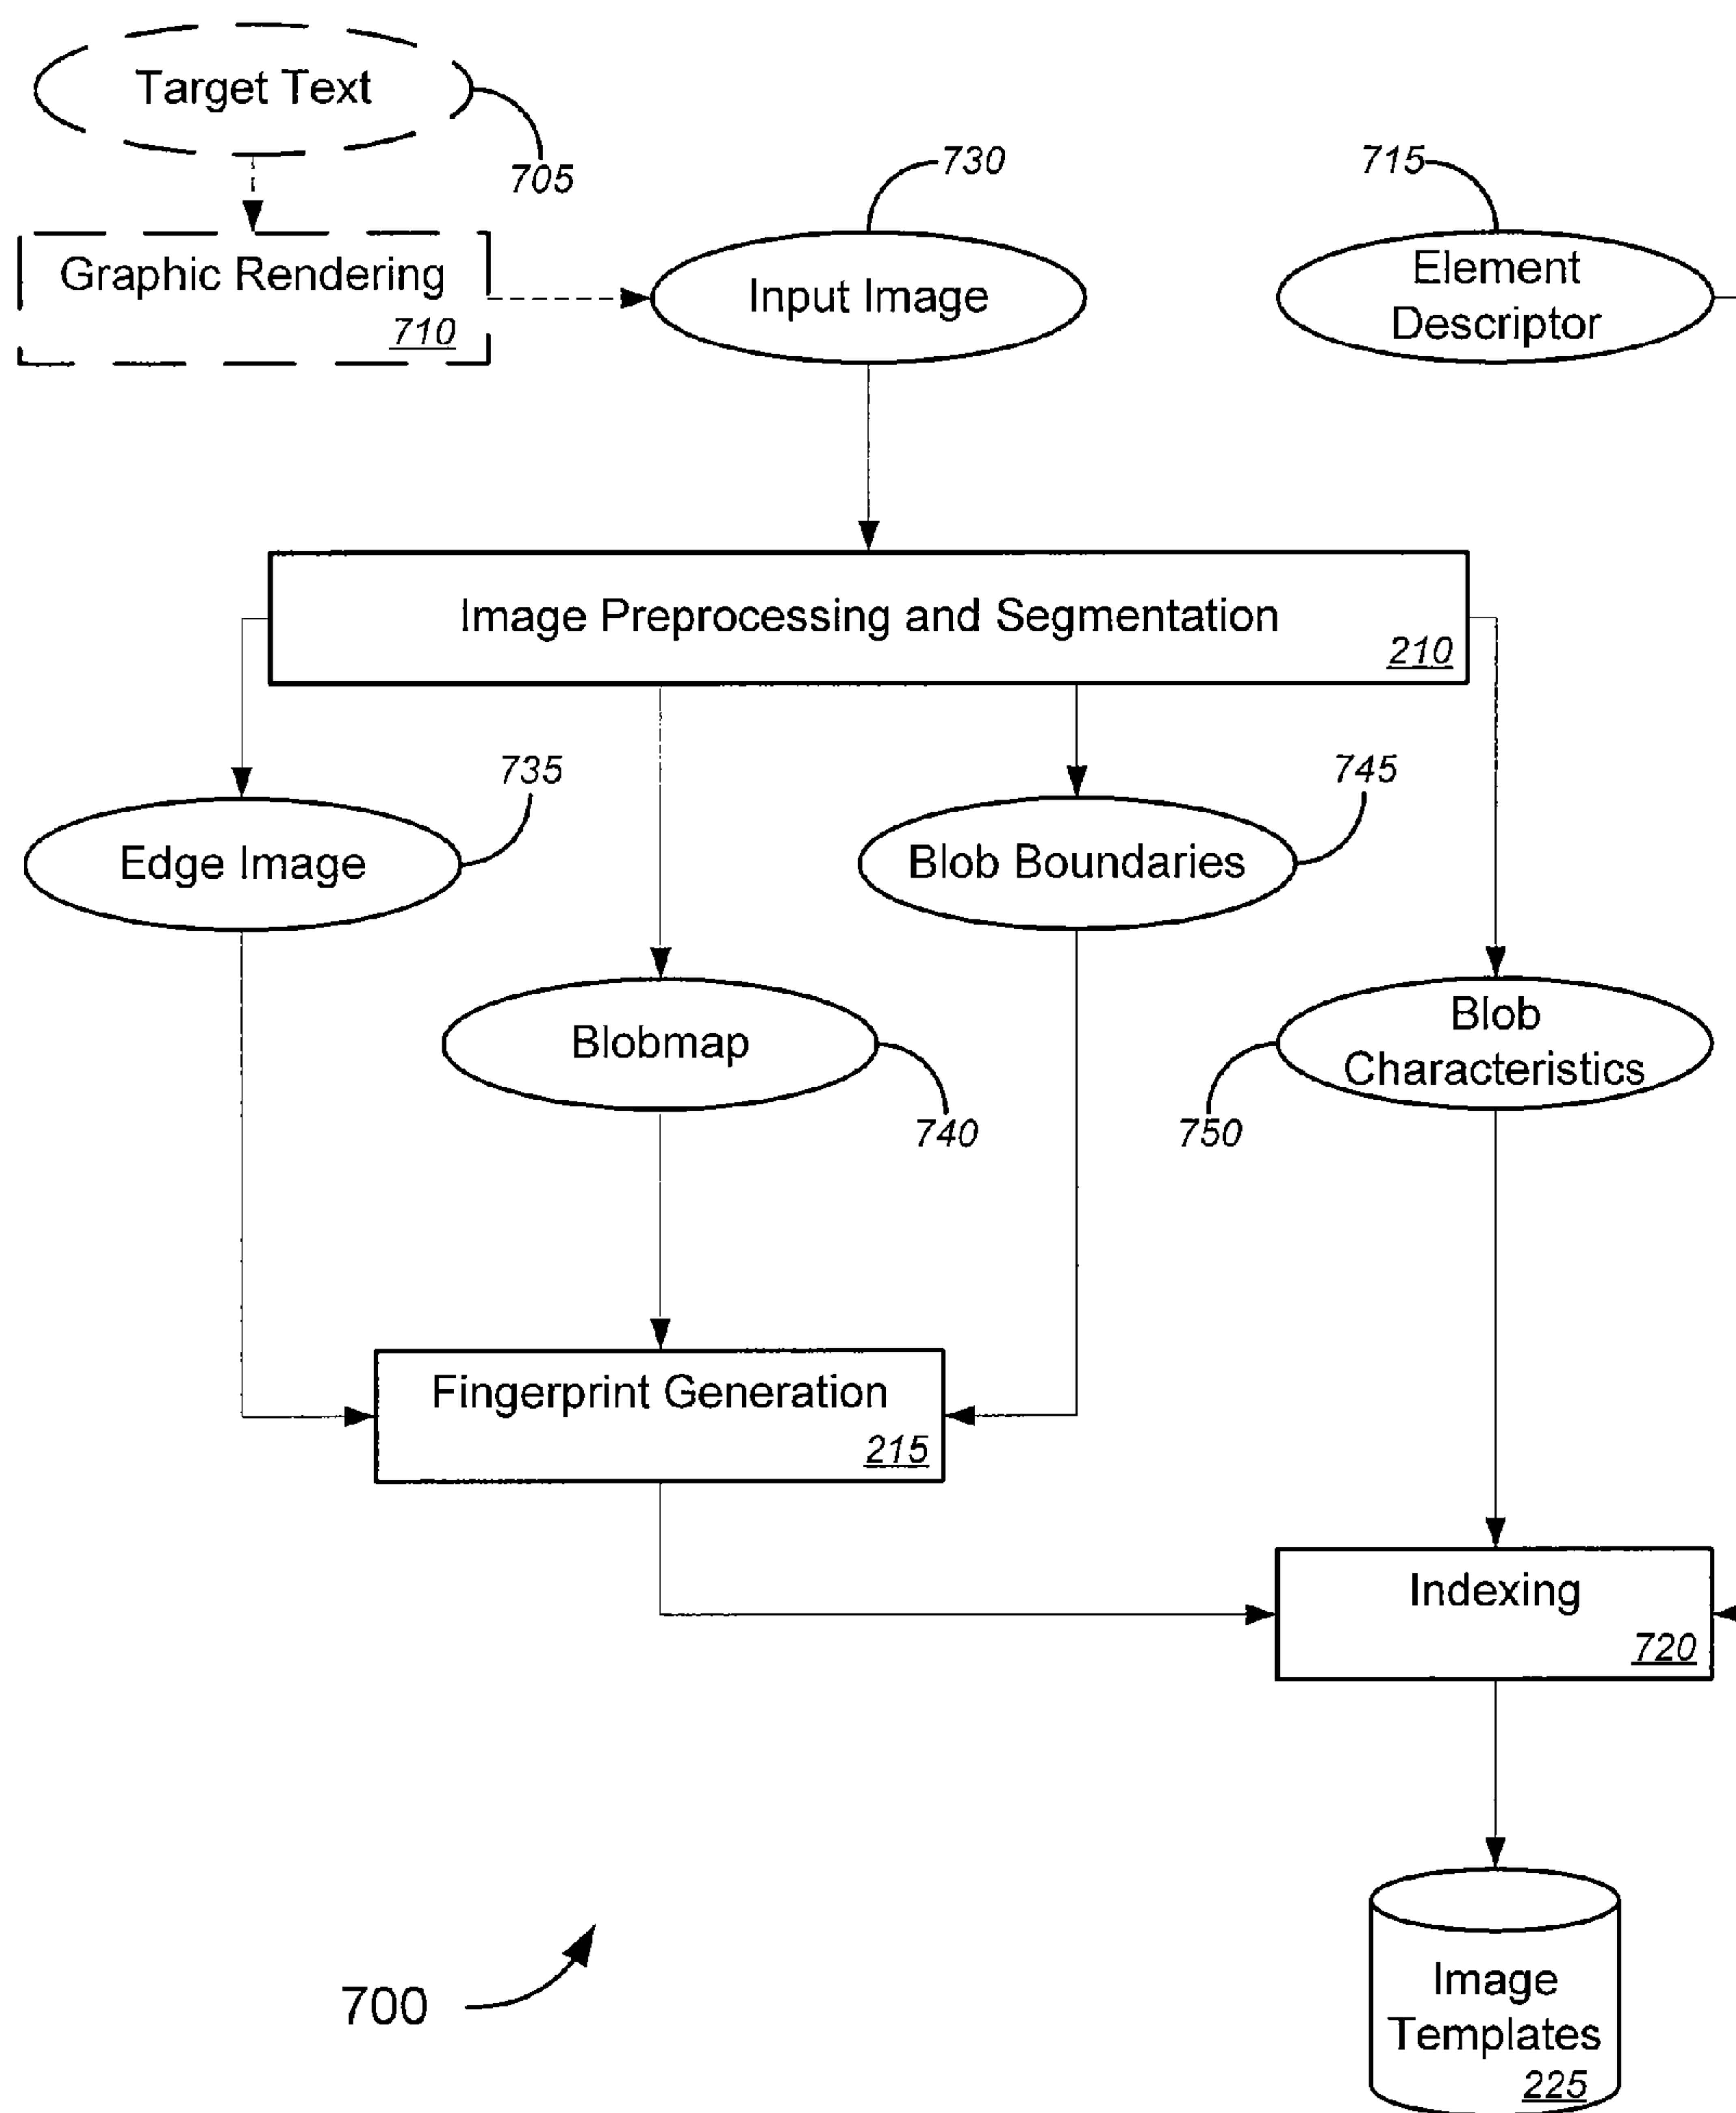 Target Text
705
730
715
Graphic Rendering
710
Input Image
Element
Descriptor
Image Preprocessing and Segmentation
210
735
745
Edge Image
Blob Boundaries
Blobmap
Blob
Characteristics
740
750
Fingerprint Generation
215
Indexing
720
700
Image
Templates
225